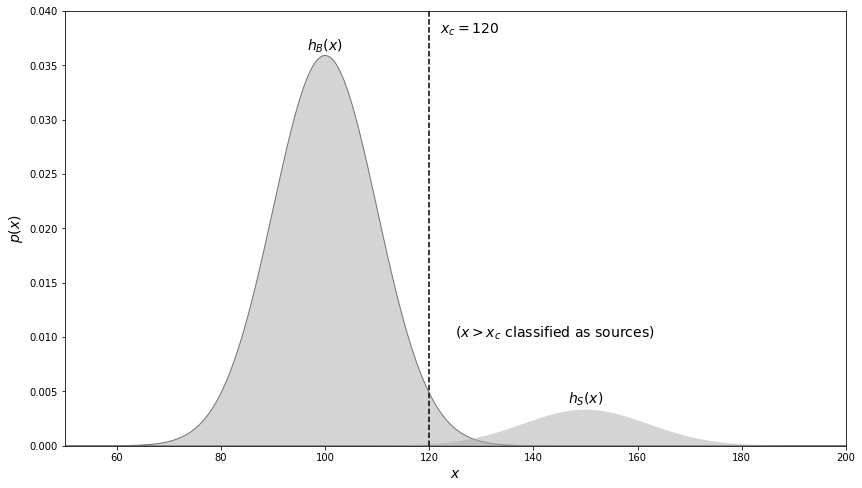 0.040
0.035
0.030
0.025
0.020
0.015
0.010
0.005
0.000
p(x)
h_B(x)
x_c = 120
(x > x_c classified as sources)
h_S(x)
60 80 100 120 140 160 180 200
x